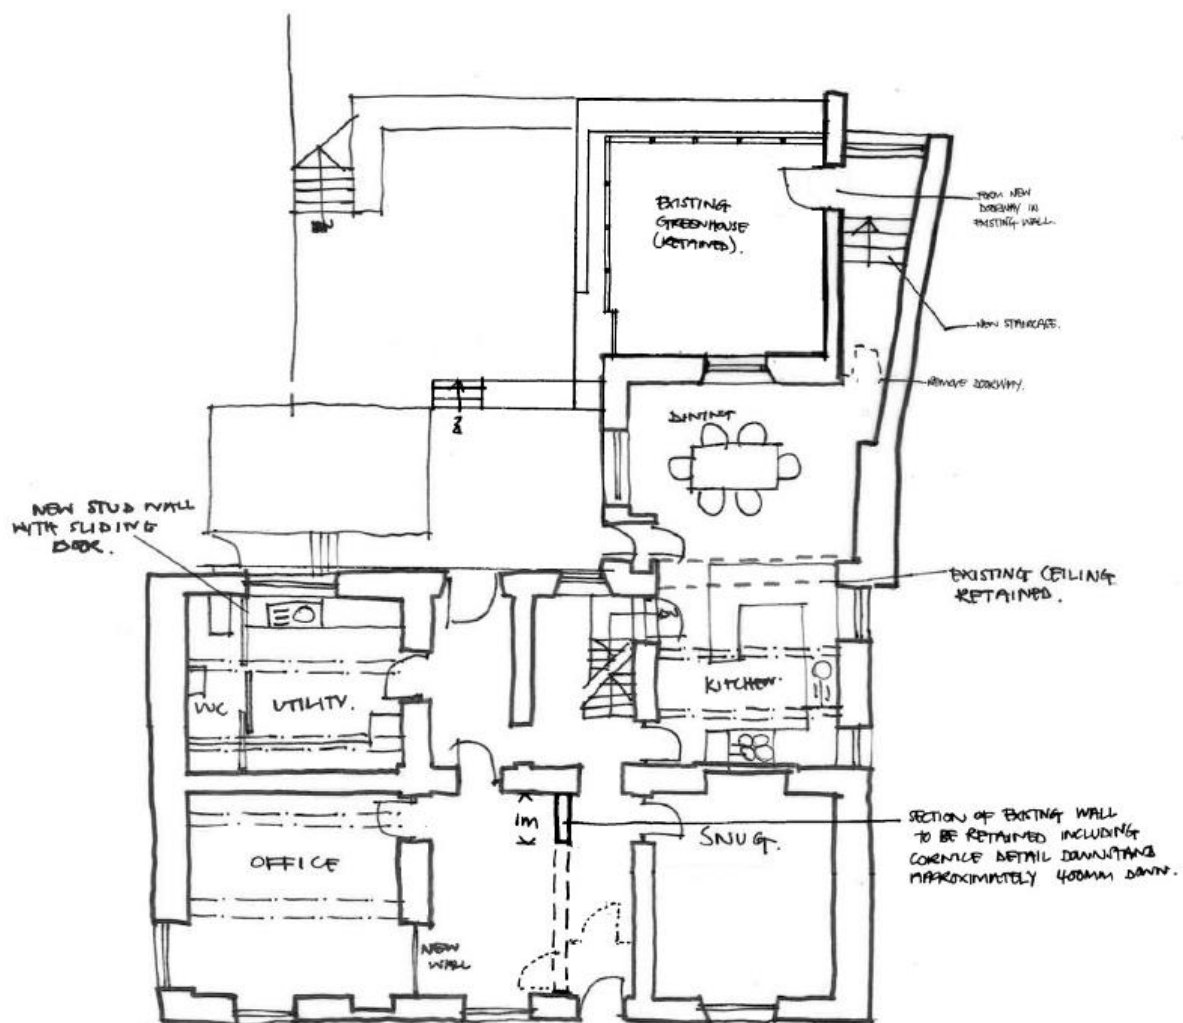 EXISTING
GREENHOUSE
(RETAINED).
FORM NEW
DOORWAY IN
EXISTING WALL.
NEW STAIRCASE.
REMOVE DOORWAY.
DINING
NEW STUD WALL
WITH SLIDING
DOOR.
EXISTING CEILING
RETAINED.
KITCHEN.
WC
UTILITY.
1m
SECTION OF EXISTING WALL
TO BE RETAINED INCLUDING
CORNICE DETAIL DOWNSTAND
APPROXIMATELY 400MM DOWN.
SNUG.
OFFICE
NEW
WALL